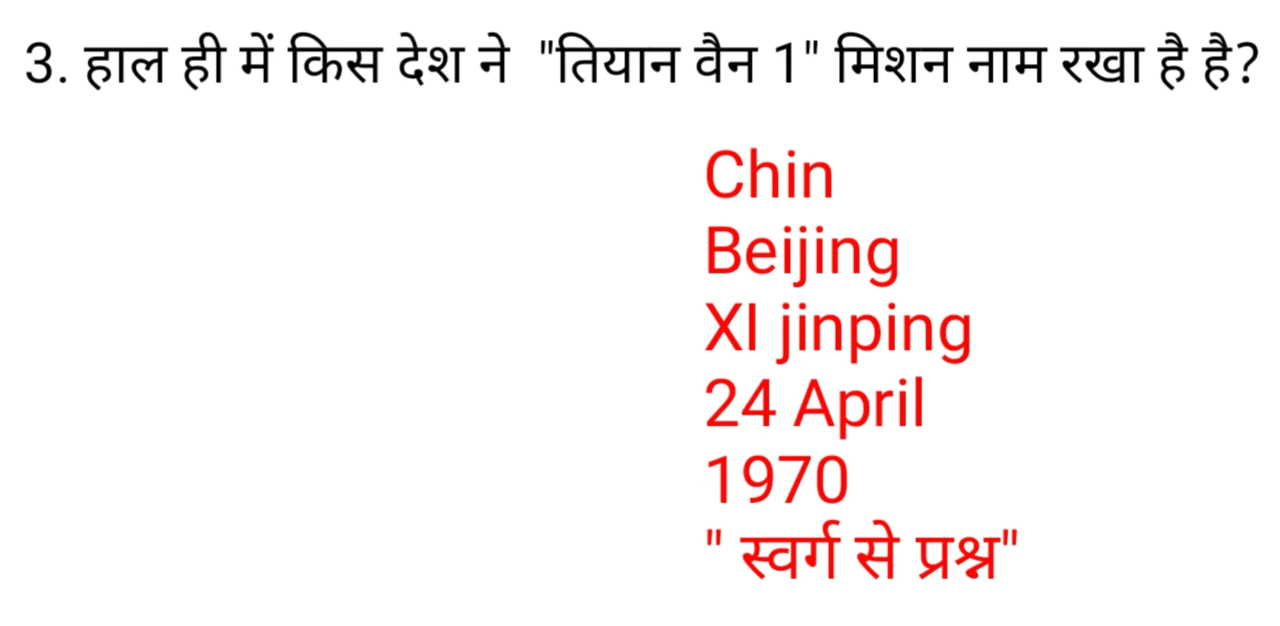 3. हाल ही में किस देश ने "तियान वैन 1" मिशन नाम रखा है है?
Chin
Beijing
XI jinping
24 April
1970
" स्वर्ग से प्रश्न"